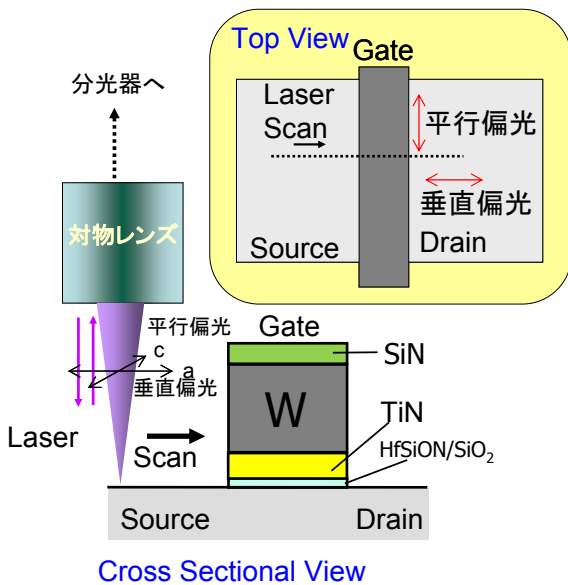 Top View
Gate
Laser
Scan
平行偏光
垂直偏光
Source
Drain
分光器へ
対物レンズ
平行偏光
c
a
垂直偏光
Laser
Scan
Gate
SiN
W
TiN
HfSiON/SiO₂
Source
Drain
Cross Sectional View